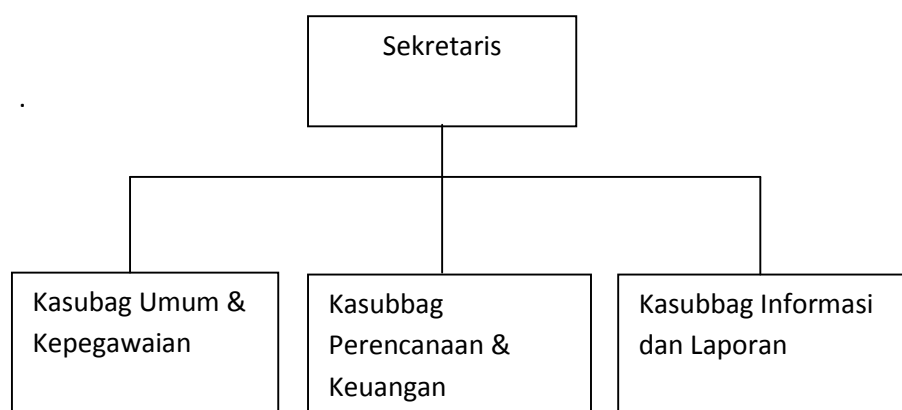 Sekretaris
.
Kasubag Umum &
Kepegawaian
Kasubbag
Perencanaan &
Keuangan
Kasubbag Informasi
dan Laporan